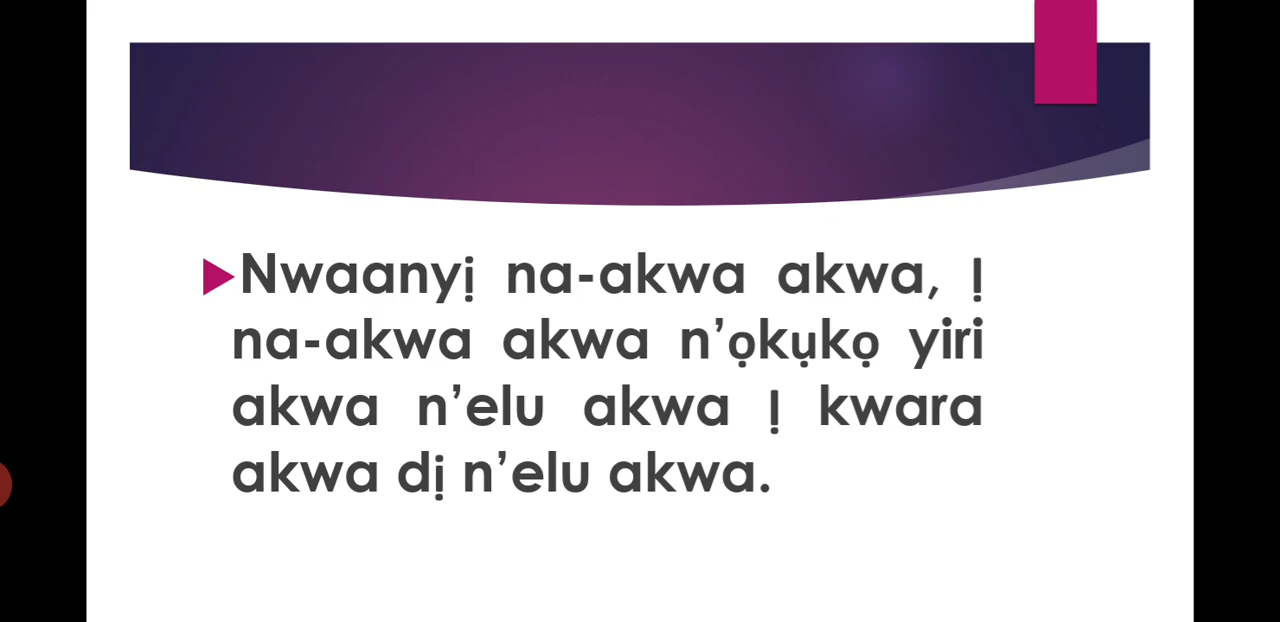 Nwaanyị na-akwa akwa, Ị
na-akwa akwa n’ọkụkọ yiri
akwa n’elu akwa Ị kwara
akwa dị n’elu akwa.